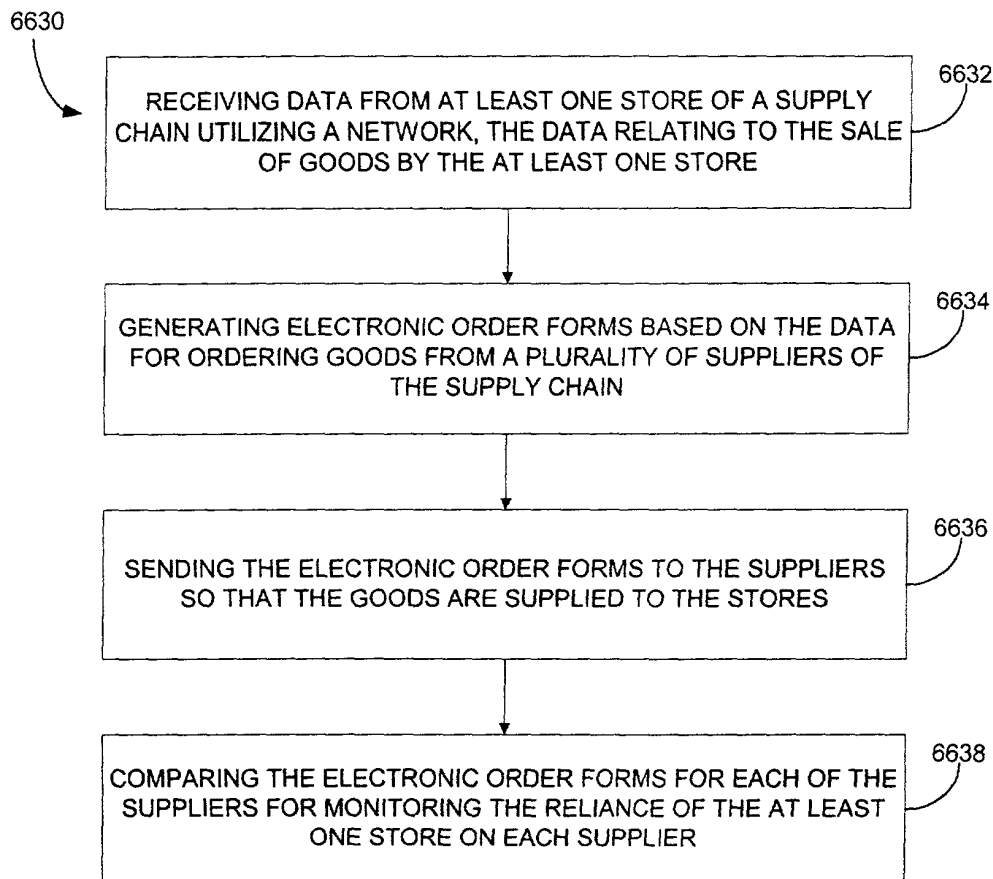 6630
RECEIVING DATA FROM AT LEAST ONE STORE OF A SUPPLY
CHAIN UTILIZING A NETWORK, THE DATA RELATING TO THE SALE
OF GOODS BY THE AT LEAST ONE STORE
6632
GENERATING ELECTRONIC ORDER FORMS BASED ON THE DATA
FOR ORDERING GOODS FROM A PLURALITY OF SUPPLIERS OF
THE SUPPLY CHAIN
6634
SENDING THE ELECTRONIC ORDER FORMS TO THE SUPPLIERS
SO THAT THE GOODS ARE SUPPLIED TO THE STORES
6636
COMPARING THE ELECTRONIC ORDER FORMS FOR EACH OF THE
SUPPLIERS FOR MONITORING THE RELIANCE OF THE AT LEAST
ONE STORE ON EACH SUPPLIER
6638